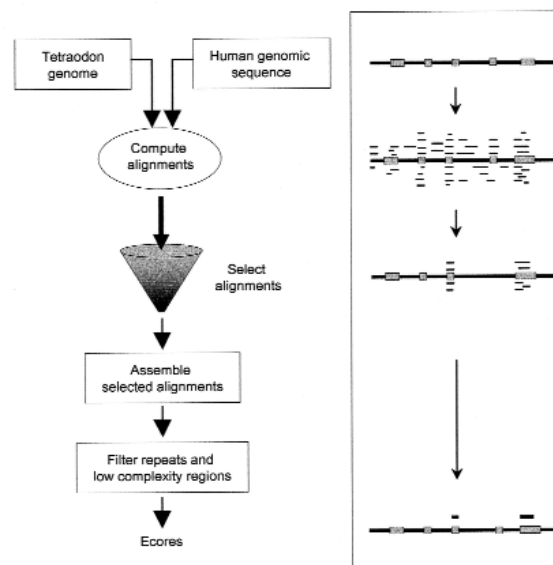 Tetraodon
genome
Human genomic
sequence
Compute
alignments
Select
alignments
Assemble
selected alignments
Filter repeats and
low complexity regions
Ecores